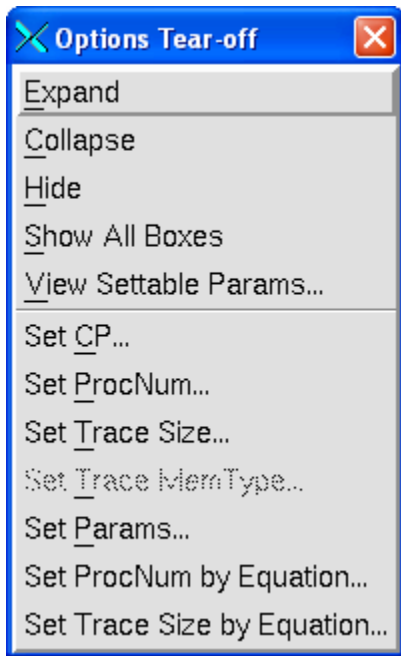 Options Tear-off
Expand
Collapse
Hide
Show All Boxes
View Settable Params...
Set CP...
Set ProcNum...
Set Trace Size...
Set Trace MemType...
Set Params...
Set ProcNum by Equation...
Set Trace Size by Equation...